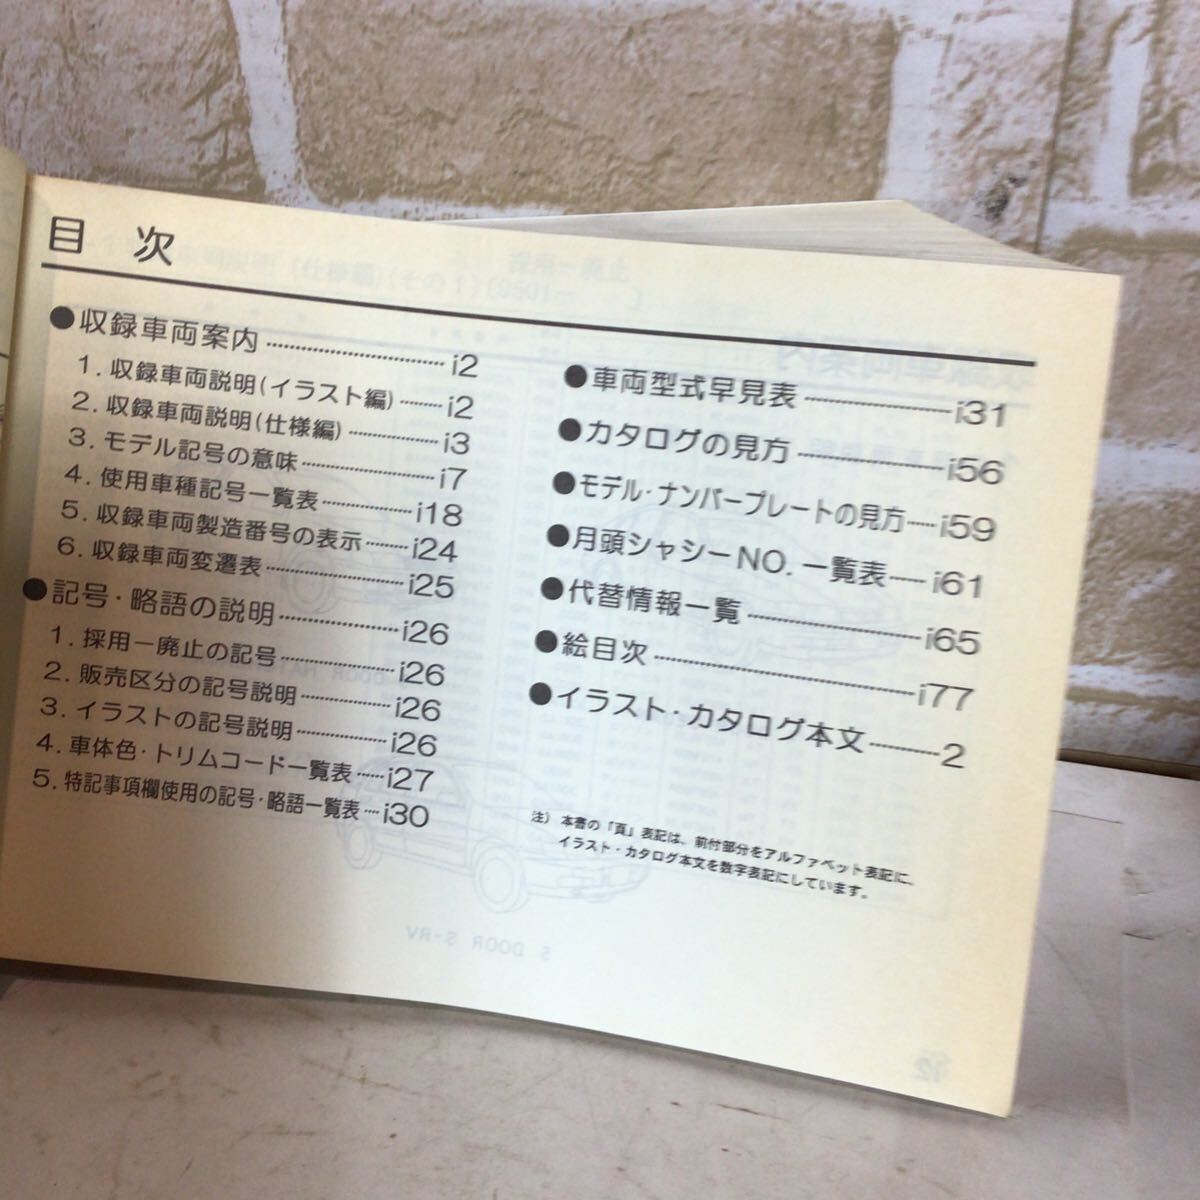 目 次
●収録車両案内……………………i2
1. 収録車両説明(イラスト編)……i2
2. 収録車両説明(仕様編)…………i3
3. モデル記号の意味………………i7
4. 使用車種記号一覧表……………i18
5. 収録車両製造番号の表示………i24
6. 収録車両変遷表…………………i25
●記号・略語の説明………………i26
1. 採用ー廃止の記号………………i26
2. 販売区分の記号説明……………i26
3. イラストの記号説明……………i26
4. 車体色・トリムコード一覧表……i27
5. 特記事項欄使用の記号・略語一覧表…i30
●車両型式早見表…………………i31
●カタログの見方…………………i56
●モデル・ナンバープレートの見方……i59
●月頭シャシーNO.一覧表……i61
●代替情報一覧……………………i65
●絵目次……………………………i77
●イラスト・カタログ本文…………2
注) 本書の「頁」表記は、前付部分をアルファベット表記に、
イラスト・カタログ本文を数字表記にしています。
5 DOOR S-RV
i2